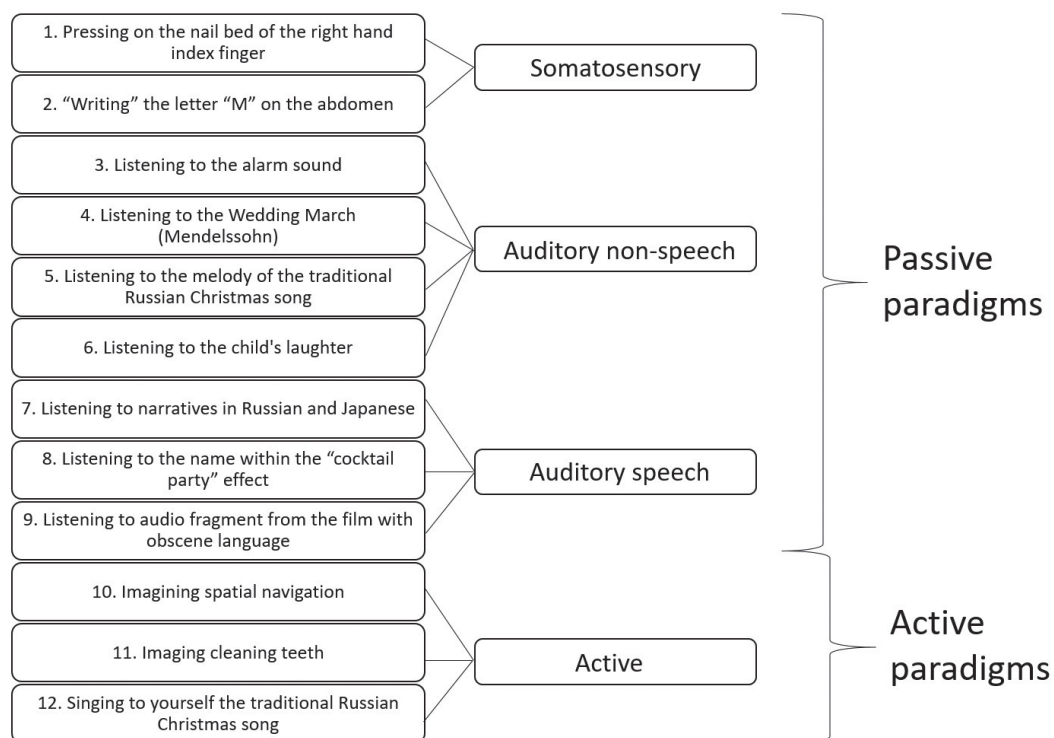 1. Pressing on the nail bed of the right hand
index finger
2. “Writing” the letter “M” on the abdomen
3. Listening to the alarm sound
4. Listening to the Wedding March
(Mendelssohn)
5. Listening to the melody of the traditional
Russian Christmas song
6. Listening to the child's laughter
7. Listening to narratives in Russian and Japanese
8. Listening to the name within the “cocktail
party” effect
9. Listening to audio fragment from the film with
obscene language
10. Imagining spatial navigation
11. Imaging cleaning teeth
12. Singing to yourself the traditional Russian
Christmas song
Somatosensory
Auditory non-speech
Auditory speech
Active
Passive
paradigms
Active
paradigms